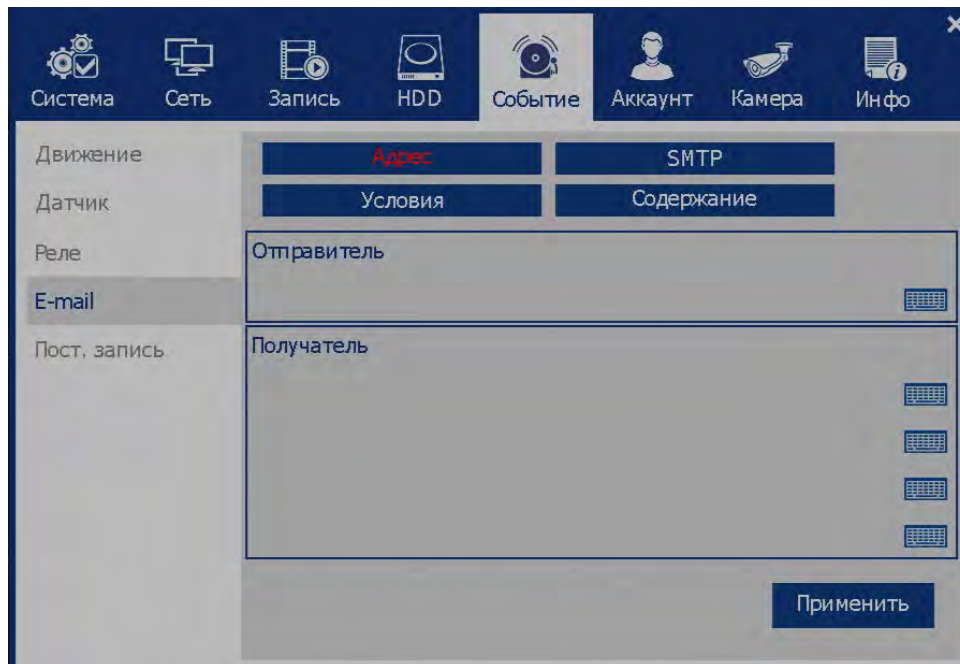 Система Сеть Запись HDD Событие Аккаунт Камера Инфо
Движение
Датчик
Реле
E-mail
Пост. запись
Адрес SMTP
Условия Содержание
Отправитель
Получатель
Применить